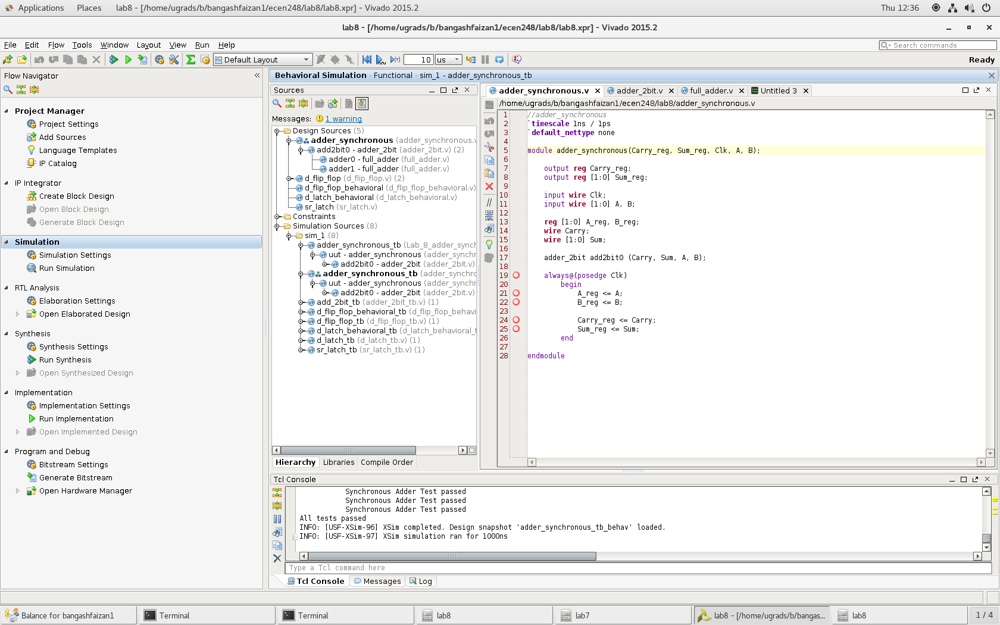 Applications Places lab8 - [/home/ugrads/b/bangashfaizan1/ecen248/lab8/lab8.xpr] - Vivado 2015.2 Thu 12:36
lab8 - [/home/ugrads/b/bangashfaizan1/ecen248/lab8/lab8.xpr] - Vivado 2015.2
File Edit Flow Tools Window Layout View Run Help
Search commands
Default Layout 10 us
Ready
Flow Navigator
Project Manager
Project Settings
Add Sources
Language Templates
IP Catalog
IP Integrator
Create Block Design
Open Block Design
Generate Block Design
Simulation
Simulation Settings
Run Simulation
RTL Analysis
Elaboration Settings
Open Elaborated Design
Synthesis
Synthesis Settings
Run Synthesis
Open Synthesized Design
Implementation
Implementation Settings
Run Implementation
Open Implemented Design
Program and Debug
Bitstream Settings
Generate Bitstream
Open Hardware Manager
Behavioral Simulation - Functional - sim_1 - adder_synchronous_tb
Sources
Messages: 1 warning
Design Sources (5)
adder_synchronous (adder_synchronous.v
add2bit0 - adder_2bit (adder_2bit.v) (2)
adder0 - full_adder (full_adder.v)
adder1 - full_adder (full_adder.v)
d_flip_flop (d_flip_flop.v) (2)
d_flip_flop_behavioral (d_flip_flop_behavioral.v)
d_latch_behavioral (d_latch_behavioral.v)
sr_latch (sr_latch.v)
Constraints
Simulation Sources (8)
sim_1 (8)
adder_synchronous_tb (Lab_8_adder_synch
uut - adder_synchronous (adder_synchr
add2bit0 - adder_2bit (adder_2bit.v)
adder_synchronous_tb (adder_synchrc
uut - adder_synchronous (adder_synchr
add2bit0 - adder_2bit (adder_2bit.v)
add_2bit_tb (adder_2bit_tb.v) (1)
d_flip_flop_behavioral_tb (d_flip_flop_behavi
d_flip_flop_tb (d_flip_flop_tb.v) (1)
d_latch_behavioral_tb (d_latch_behavioral_t
d_latch_tb (d_latch_tb.v) (1)
sr_latch_tb (sr_latch_tb.v) (1)
Hierarchy Libraries Compile Order
adder_synchronous.v adder_2bit.v full_adder.v Untitled 3
/home/ugrads/b/bangashfaizan1/ecen248/lab8/adder_synchronous.v
1 //adder_synchronous
2 `timescale 1ns / 1ps
3 `default_nettype none
4
5 module adder_synchronous(Carry_reg, Sum_reg, Clk, A, B);
6
7 output reg Carry_reg;
8 output reg [1:0] Sum_reg;
9
10 input wire Clk;
11 input wire [1:0] A, B;
12
13 reg [1:0] A_reg, B_reg;
14 wire Carry;
15 wire [1:0] Sum;
16
17 adder_2bit add2bit0 (Carry, Sum, A, B);
18
19 always@(posedge Clk)
20 begin
21 A_reg <= A;
22 B_reg <= B;
23
24 Carry_reg <= Carry;
25 Sum_reg <= Sum;
26 end
27
28 endmodule
Tcl Console
Synchronous Adder Test passed
Synchronous Adder Test passed
Synchronous Adder Test passed
All tests passed
INFO: [USF-XSim-96] XSim completed. Design snapshot 'adder_synchronous_tb_behav' loaded.
INFO: [USF-XSim-97] XSim simulation ran for 1000ns
Type a Tcl command here
Tcl Console Messages Log
Balance for bangashfaizan1 Terminal Terminal lab8 lab7 lab8 - [/home/ugrads/b/bangas... lab8 1 / 4